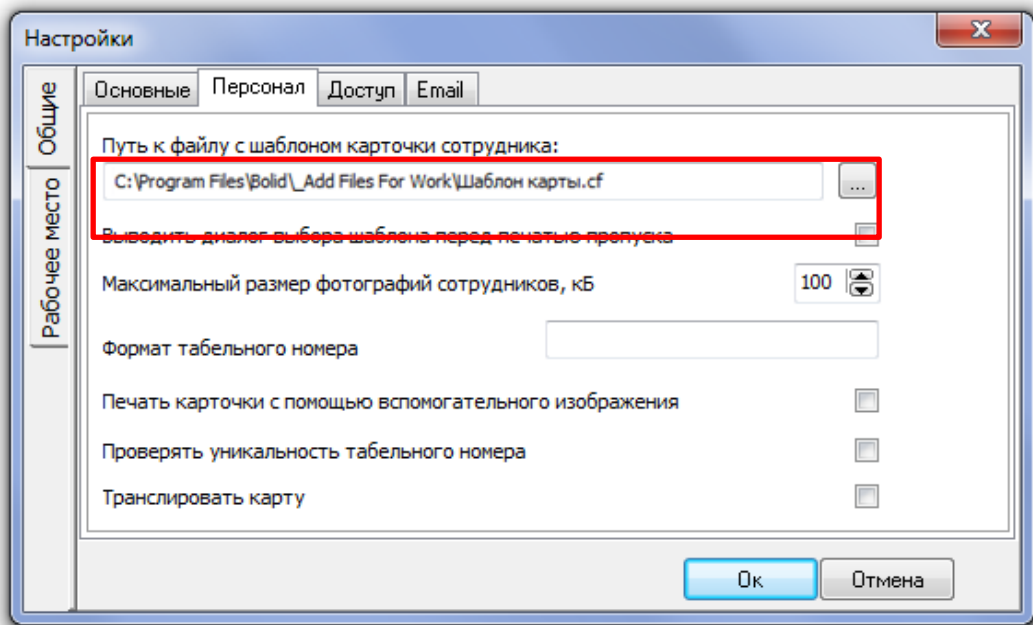 Настройки
Общие
Рабочее место
Основные Персонал Доступ Email
Путь к файлу с шаблоном карточки сотрудника:
C:\Program Files\Bolid\_Add Files For Work\Шаблон карты.cf ...
Выводить диалог выбора шаблона перед печатью пропуска
Максимальный размер фотографий сотрудников, кБ 100
Формат табельного номера
Печать карточки с помощью вспомогательного изображения
Проверять уникальность табельного номера
Транслировать карту
Ок Отмена